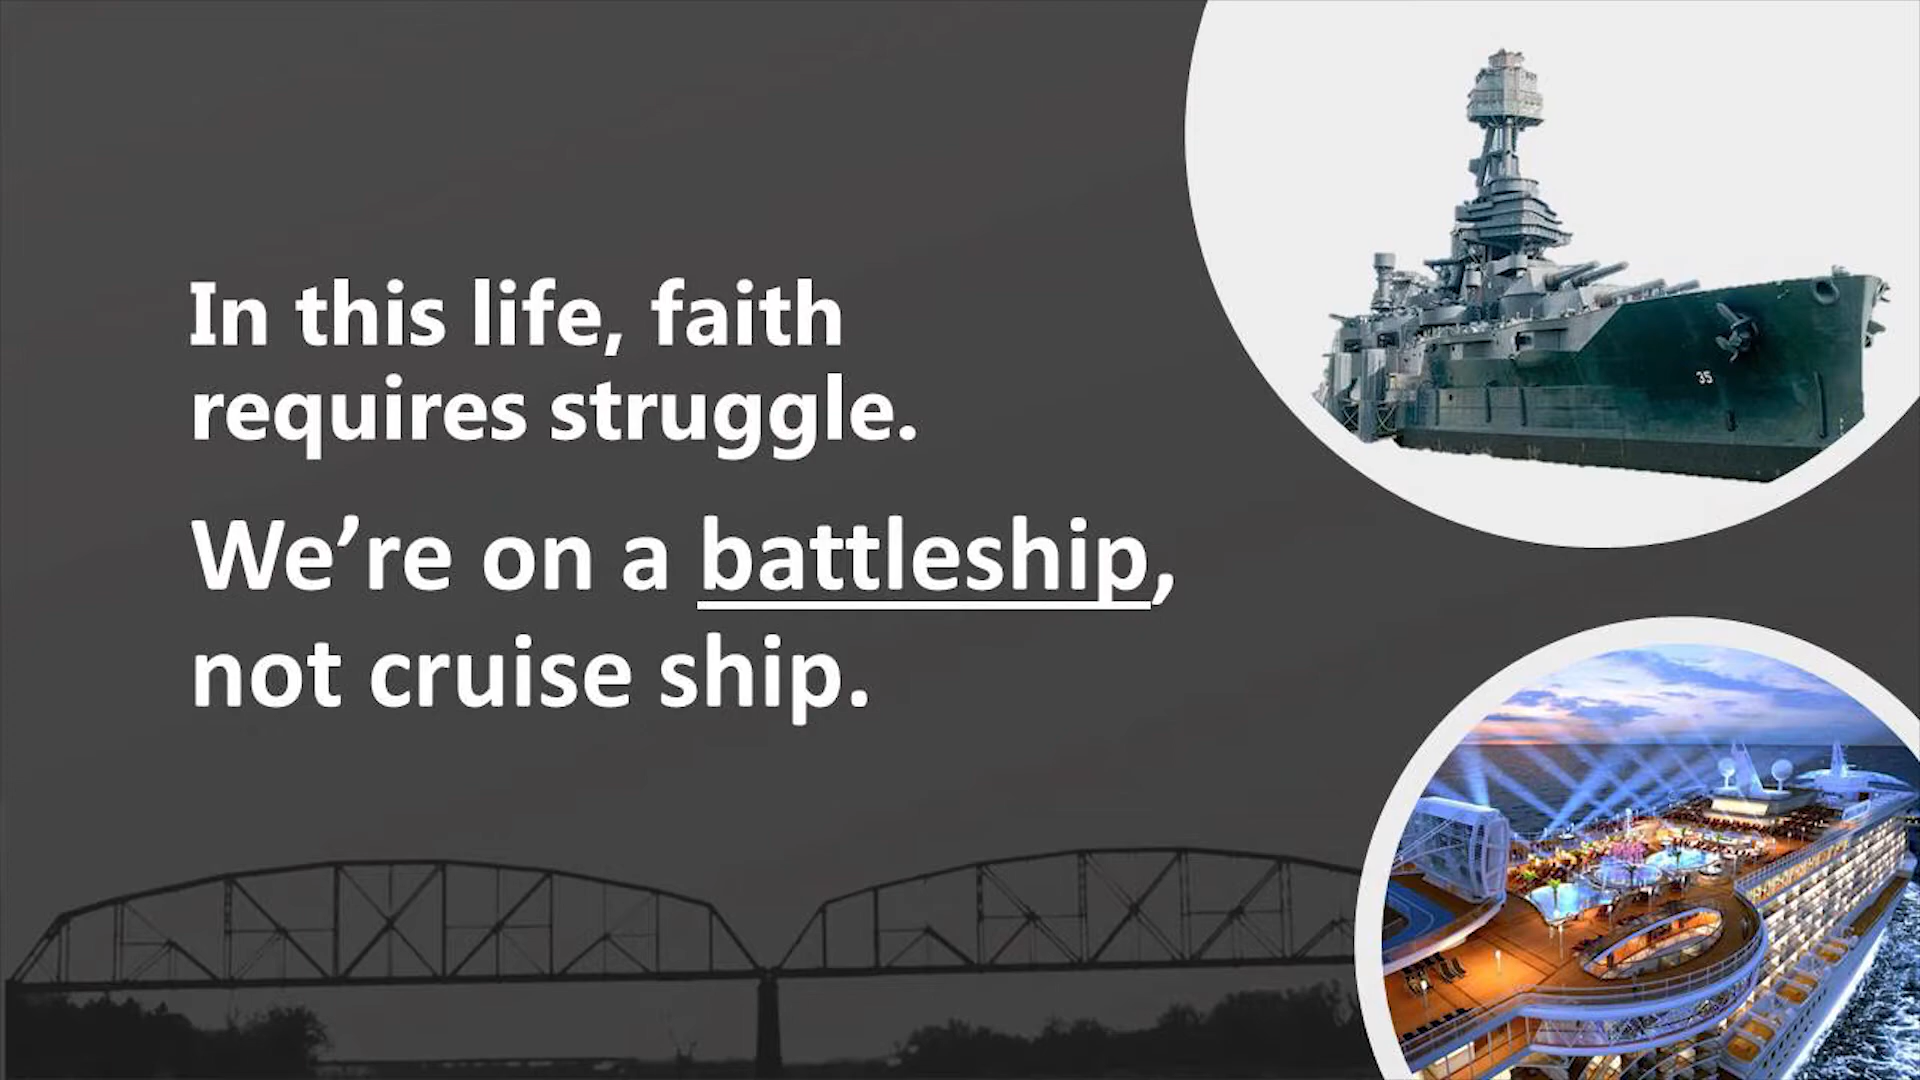 In this life, faith
requires struggle.
We’re on a battleship,
not cruise ship.
35